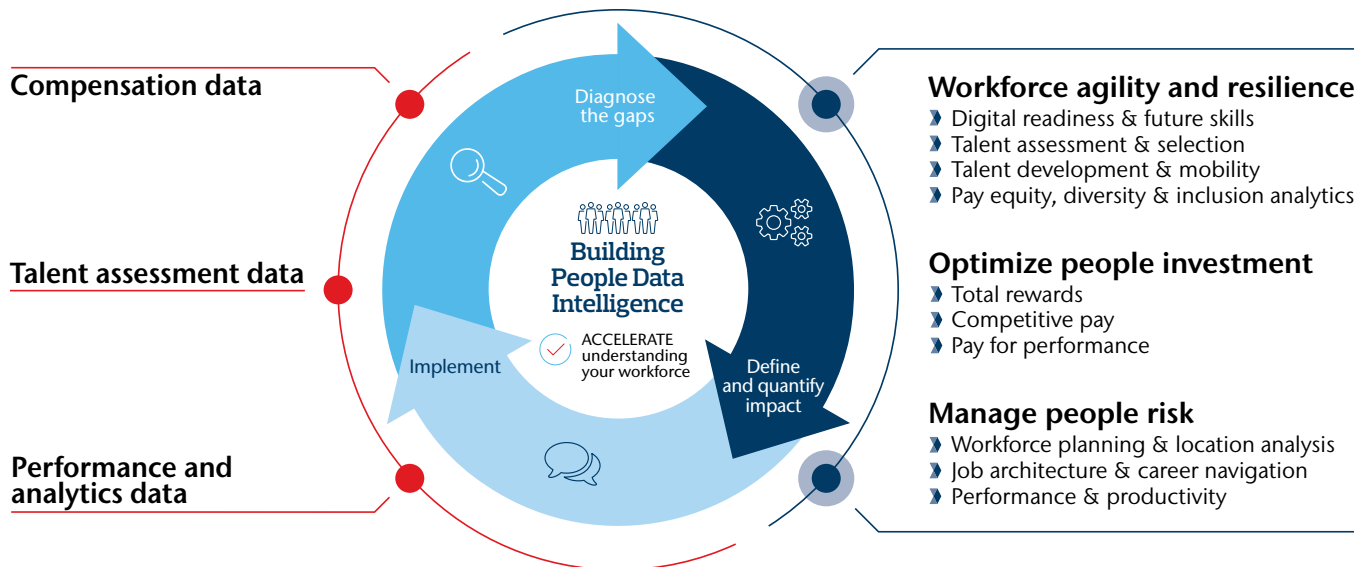 Compensation data
Talent assessment data
Performance and
analytics data
Diagnose
the gaps
Building
People Data
Intelligence
ACCELERATE
understanding
your workforce
Implement
Define
and quantify
impact
Workforce agility and resilience
Digital readiness & future skills
Talent assessment & selection
Talent development & mobility
Pay equity, diversity & inclusion analytics
Optimize people investment
Total rewards
Competitive pay
Pay for performance
Manage people risk
Workforce planning & location analysis
Job architecture & career navigation
Performance & productivity